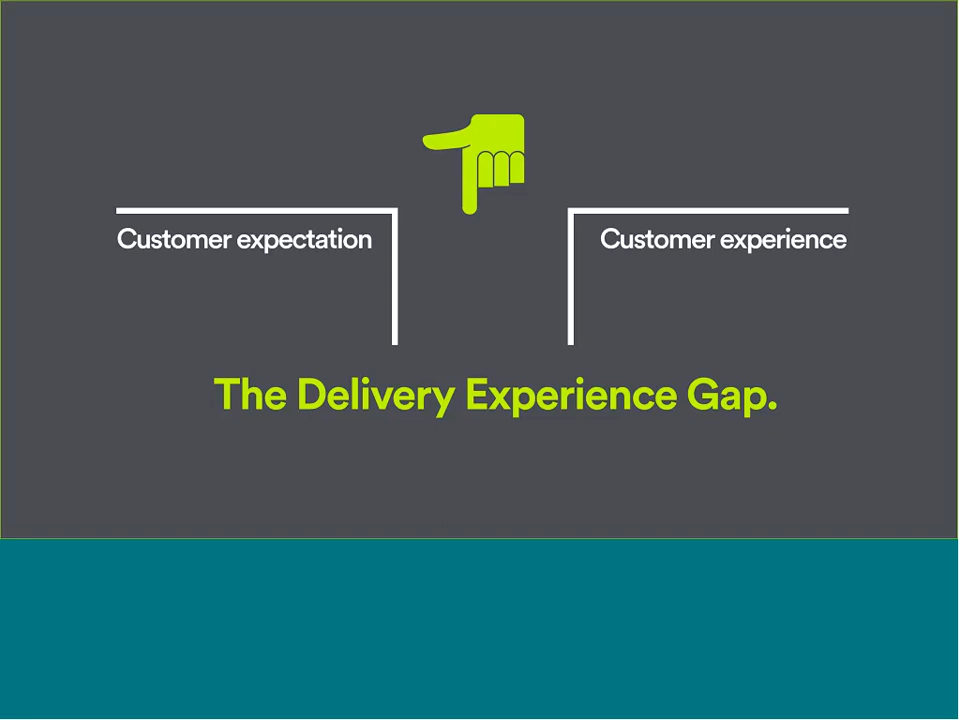 Customer expectation
Customer experience
The Delivery Experience Gap.